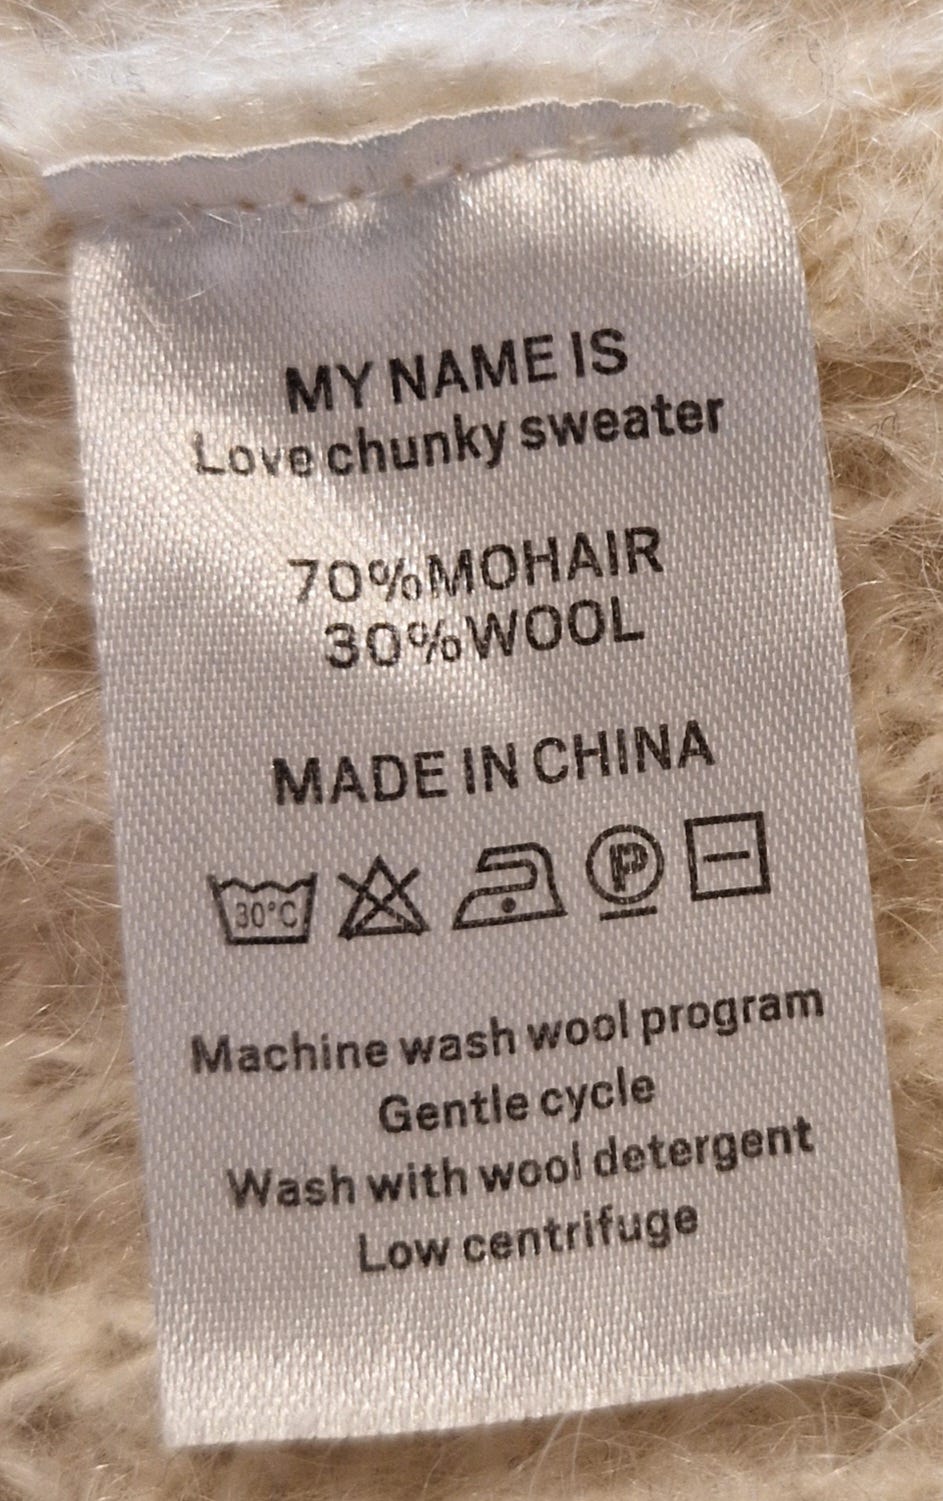 MY NAME IS
Love chunky sweater
70%MOHAIR
30%WOOL
MADE IN CHINA
30°C P
Machine wash wool program
Gentle cycle
Wash with wool detergent
Low centrifuge